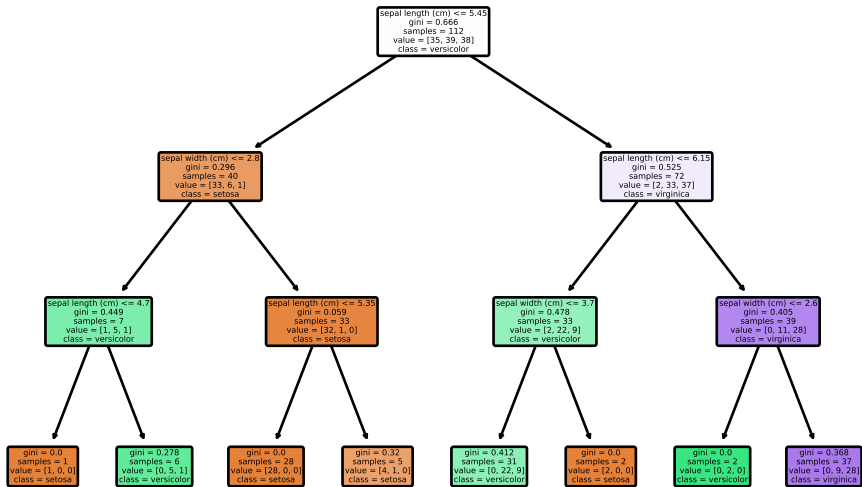 sepal length (cm) <= 5.45
gini = 0.666
samples = 112
value = [35, 39, 38]
class = versicolor
sepal width (cm) <= 2.8
gini = 0.296
samples = 40
value = [33, 6, 1]
class = setosa
sepal length (cm) <= 6.15
gini = 0.525
samples = 72
value = [2, 33, 37]
class = virginica
sepal length (cm) <= 4.7
gini = 0.449
samples = 7
value = [1, 5, 1]
class = versicolor
sepal length (cm) <= 5.35
gini = 0.059
samples = 33
value = [32, 1, 0]
class = setosa
sepal width (cm) <= 3.7
gini = 0.478
samples = 33
value = [2, 22, 9]
class = versicolor
sepal width (cm) <= 2.6
gini = 0.405
samples = 39
value = [0, 11, 28]
class = virginica
gini = 0.0
samples = 1
value = [1, 0, 0]
class = setosa
gini = 0.278
samples = 6
value = [0, 5, 1]
class = versicolor
gini = 0.0
samples = 28
value = [28, 0, 0]
class = setosa
gini = 0.32
samples = 5
value = [4, 1, 0]
class = setosa
gini = 0.412
samples = 31
value = [0, 22, 9]
class = versicolor
gini = 0.0
samples = 2
value = [2, 0, 0]
class = setosa
gini = 0.0
samples = 2
value = [0, 2, 0]
class = versicolor
gini = 0.368
samples = 37
value = [0, 9, 28]
class = virginica